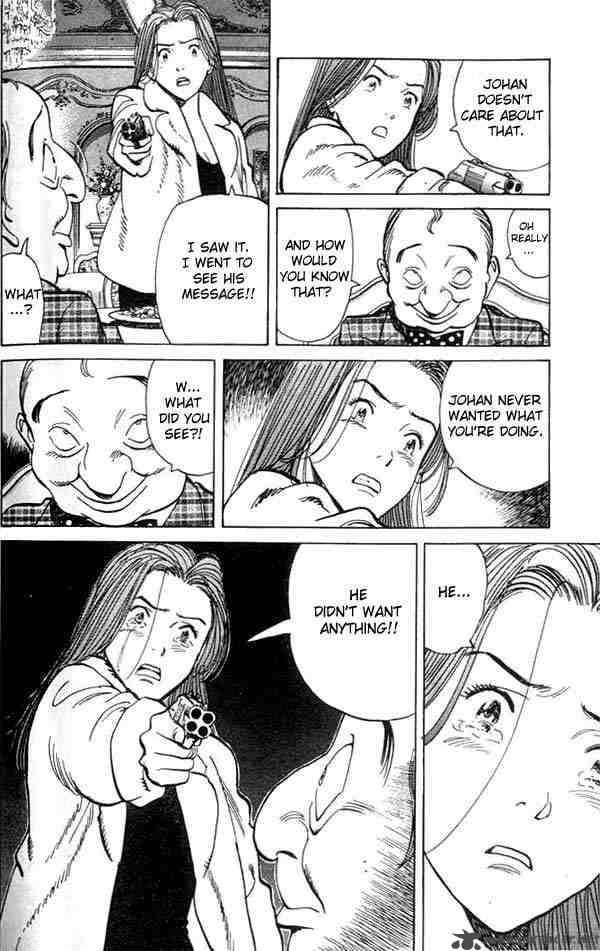 JOHAN
DOESN'T
CARE ABOUT
THAT.
I SAW IT.
I WENT TO
SEE HIS
MESSAGE!!
WHAT
...?
OH
REALLY
...
AND HOW
WOULD
YOU KNOW
THAT?
JOHAN NEVER
WANTED WHAT
YOU'RE DOING.
W...
WHAT
DID YOU
SEE?!
HE...
HE
DIDN'T WANT
ANYTHING!!